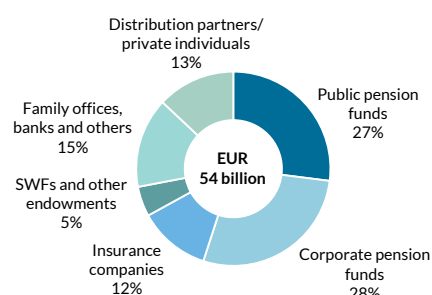 Distribution partners/
private individuals
13%
Public pension
funds
27%
Family offices,
banks and others
15%
EUR
54 billion
SWFs and other
endowments
5%
Insurance
companies
12%
Corporate pension
funds
28%